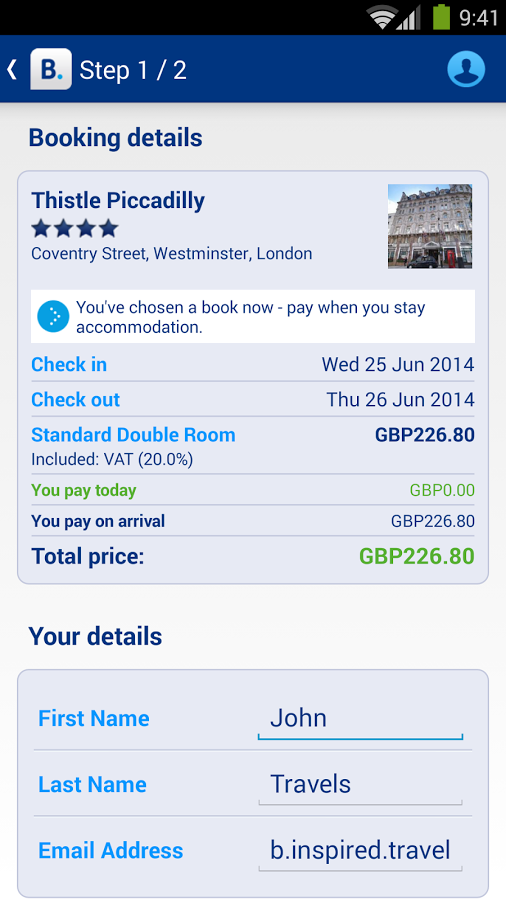 9:41
B. Step 1 / 2
Booking details
Thistle Piccadilly
Coventry Street, Westminster, London
You've chosen a book now - pay when you stay
accommodation.
Check in Wed 25 Jun 2014
Check out Thu 26 Jun 2014
Standard Double Room GBP226.80
Included: VAT (20.0%)
You pay today GBP0.00
You pay on arrival GBP226.80
Total price: GBP226.80
Your details
First Name John
Last Name Travels
Email Address b.inspired.travel